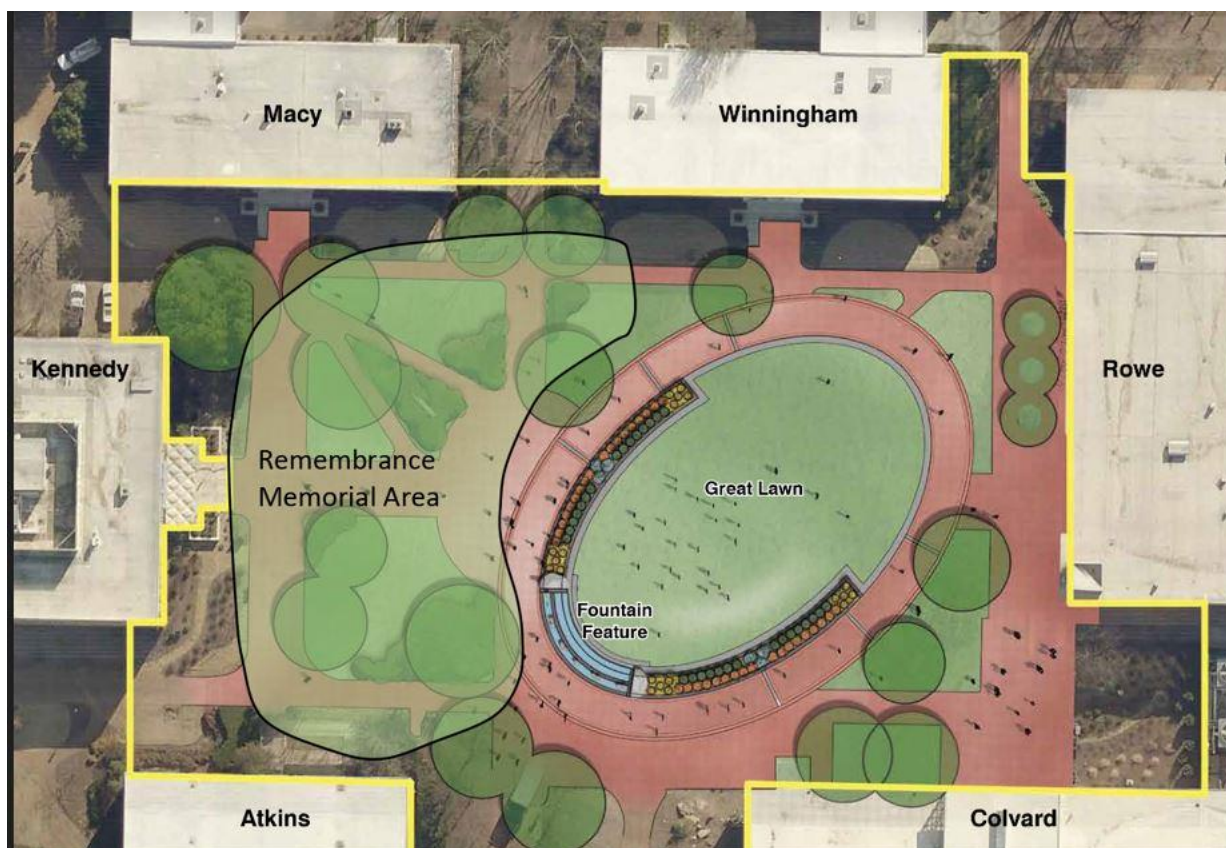 Macy
Winningham
Kennedy
Rowe
Remembrance
Memorial Area
Great Lawn
Fountain
Feature
Atkins
Colvard